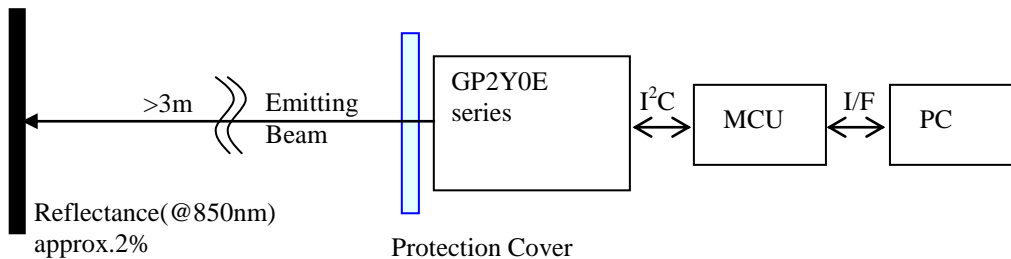 >3m
Emitting
Beam
GP2Y0E
series
I²C
MCU
I/F
PC
Reflectance(@850nm)
approx.2%
Protection Cover